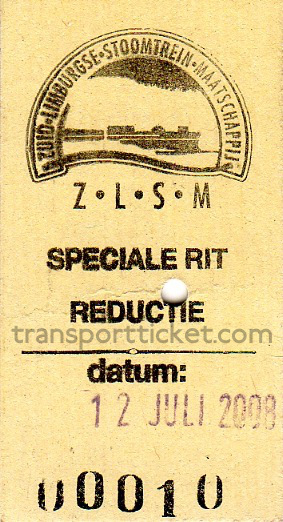 ZUID-LIMBURGSE•STOOMTREIN•MAATSCHAPPIJ
Z•L•S•M
SPECIALE RIT
REDUCTIE
transportticket.com
datum:
12 JULI 2008
00010